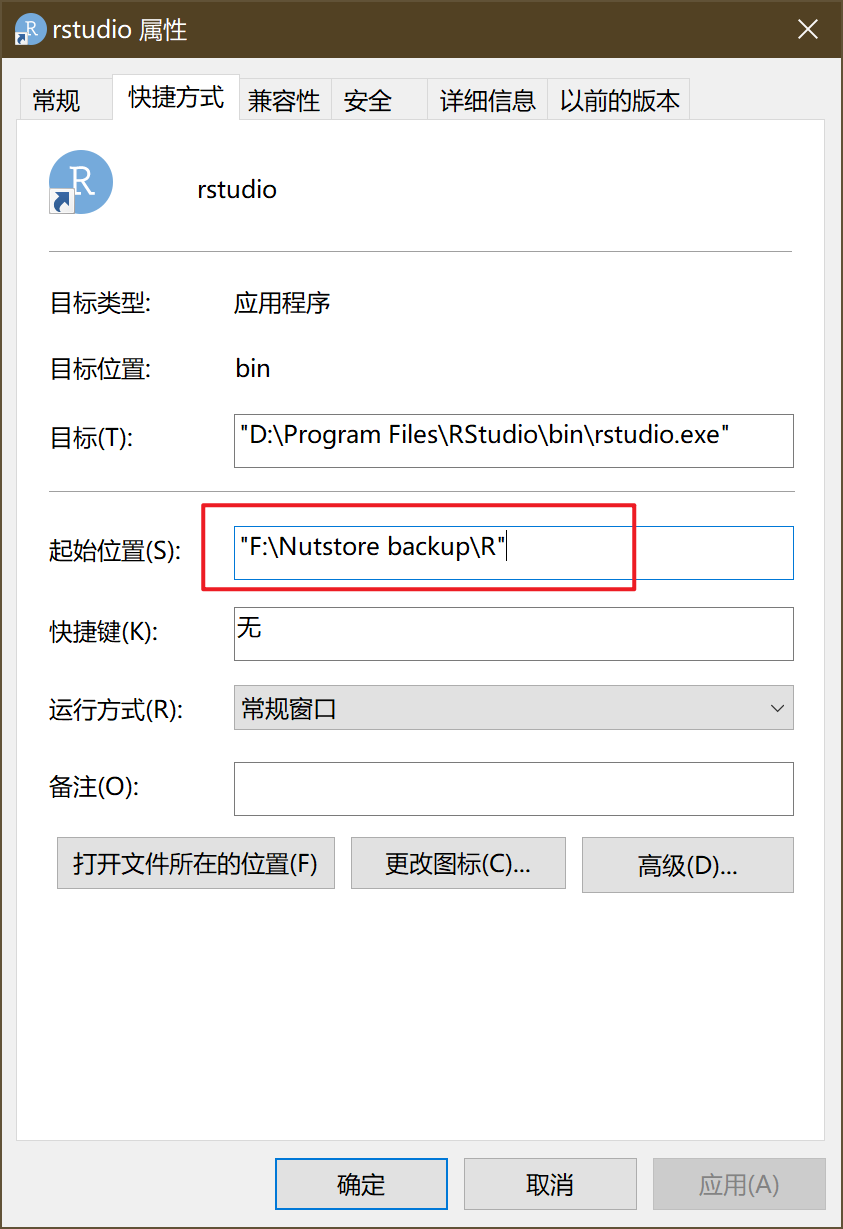 rstudio 属性
常规 快捷方式 兼容性 安全 详细信息 以前的版本
R
rstudio
目标类型: 应用程序
目标位置: bin
目标(T): "D:\Program Files\RStudio\bin\rstudio.exe"
起始位置(S): "F:\Nutstore backup\R"
快捷键(K): 无
运行方式(R): 常规窗口
备注(O):
打开文件所在的位置(F) 更改图标(C)... 高级(D)...
确定 取消 应用(A)